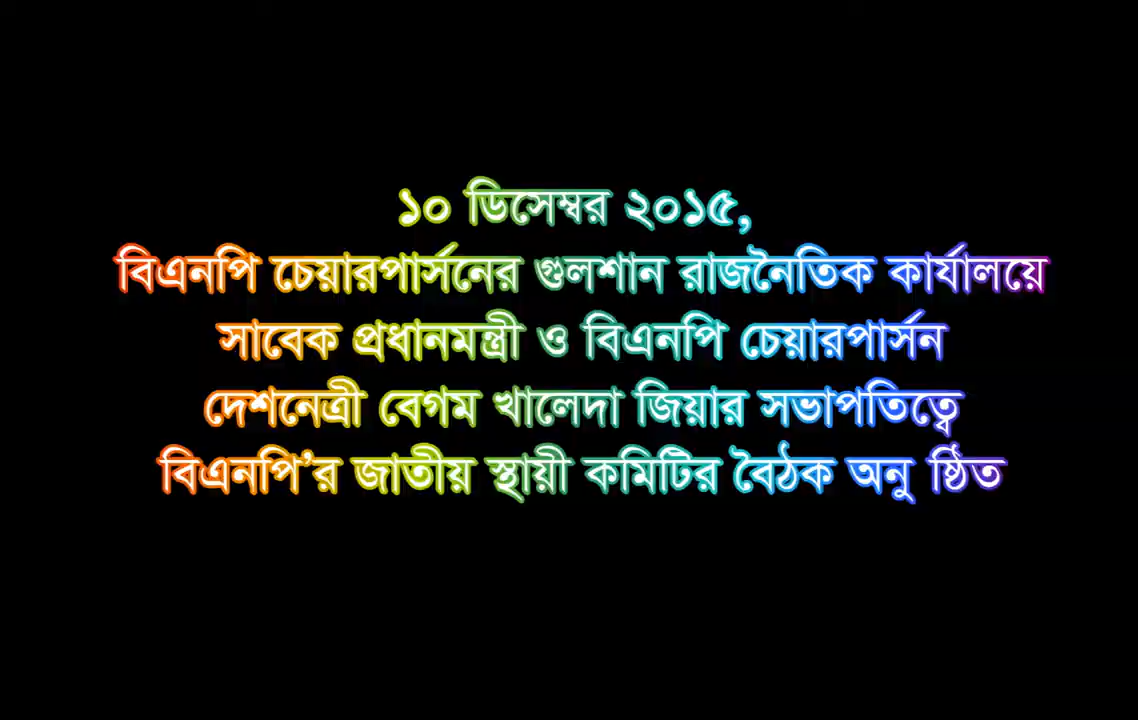 ১০ ডিসেম্বর ২০১৫,
বিএনপি চেয়ারপার্সনের গুলশান রাজনৈতিক কার্যালয়ে
সাবেক প্রধানমন্ত্রী ও বিএনপি চেয়ারপার্সন
দেশনেত্রী বেগম খালেদা জিয়ার সভাপতিত্বে
বিএনপি’র জাতীয় স্থায়ী কমিটির বৈঠক অনু ষ্ঠিত